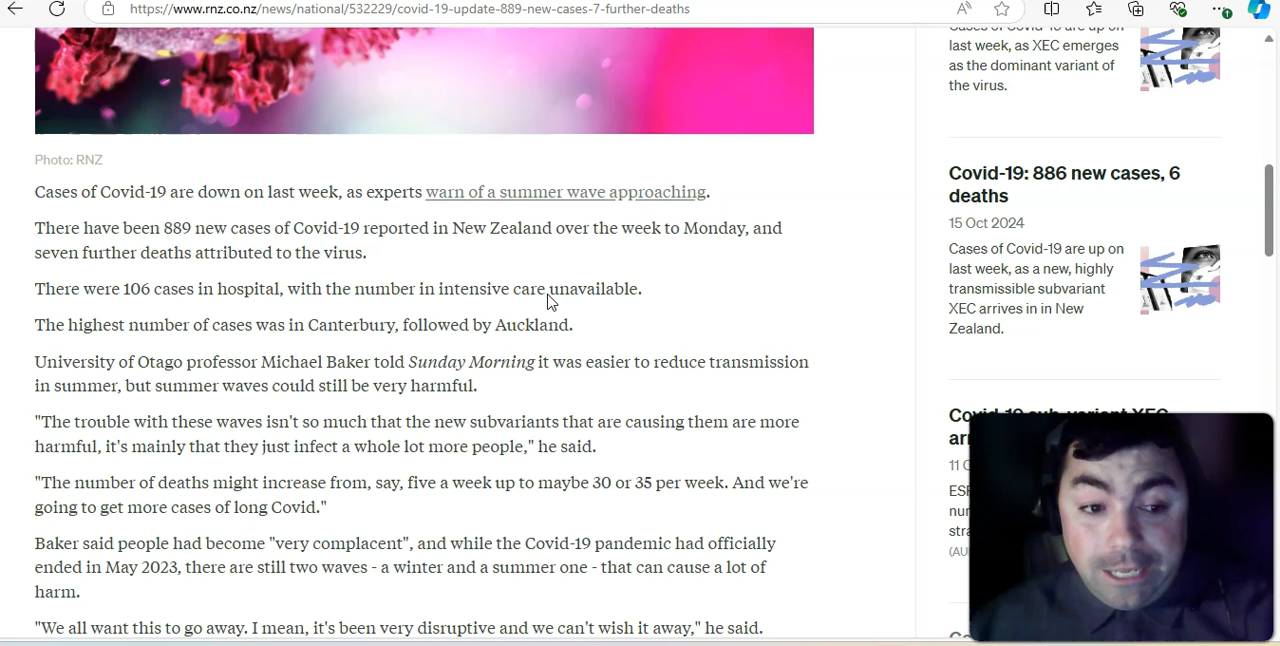 https://www.rnz.co.nz/news/national/532229/covid-19-update-889-new-cases-7-further-deaths
Photo: RNZ
Cases of Covid-19 are down on last week, as experts warn of a summer wave approaching.
There have been 889 new cases of Covid-19 reported in New Zealand over the week to Monday, and
seven further deaths attributed to the virus.
There were 106 cases in hospital, with the number in intensive care unavailable.
The highest number of cases was in Canterbury, followed by Auckland.
University of Otago professor Michael Baker told Sunday Morning it was easier to reduce transmission
in summer, but summer waves could still be very harmful.
"The trouble with these waves isn't so much that the new subvariants that are causing them are more
harmful, it's mainly that they just infect a whole lot more people," he said.
"The number of deaths might increase from, say, five a week up to maybe 30 or 35 per week. And we're
going to get more cases of long Covid."
Baker said people had become "very complacent", and while the Covid-19 pandemic had officially
ended in May 2023, there are still two waves - a winter and a summer one - that can cause a lot of
harm.
"We all want this to go away. I mean, it's been very disruptive and we can't wish it away," he said.
Cases of Covid-19 are up on
last week, as XEC emerges
as the dominant variant of
the virus.
Covid-19: 886 new cases, 6
deaths
15 Oct 2024
Cases of Covid-19 are up on
last week, as a new, highly
transmissible subvariant
XEC arrives in in New
Zealand.
Covid-19 sub-variant XEC